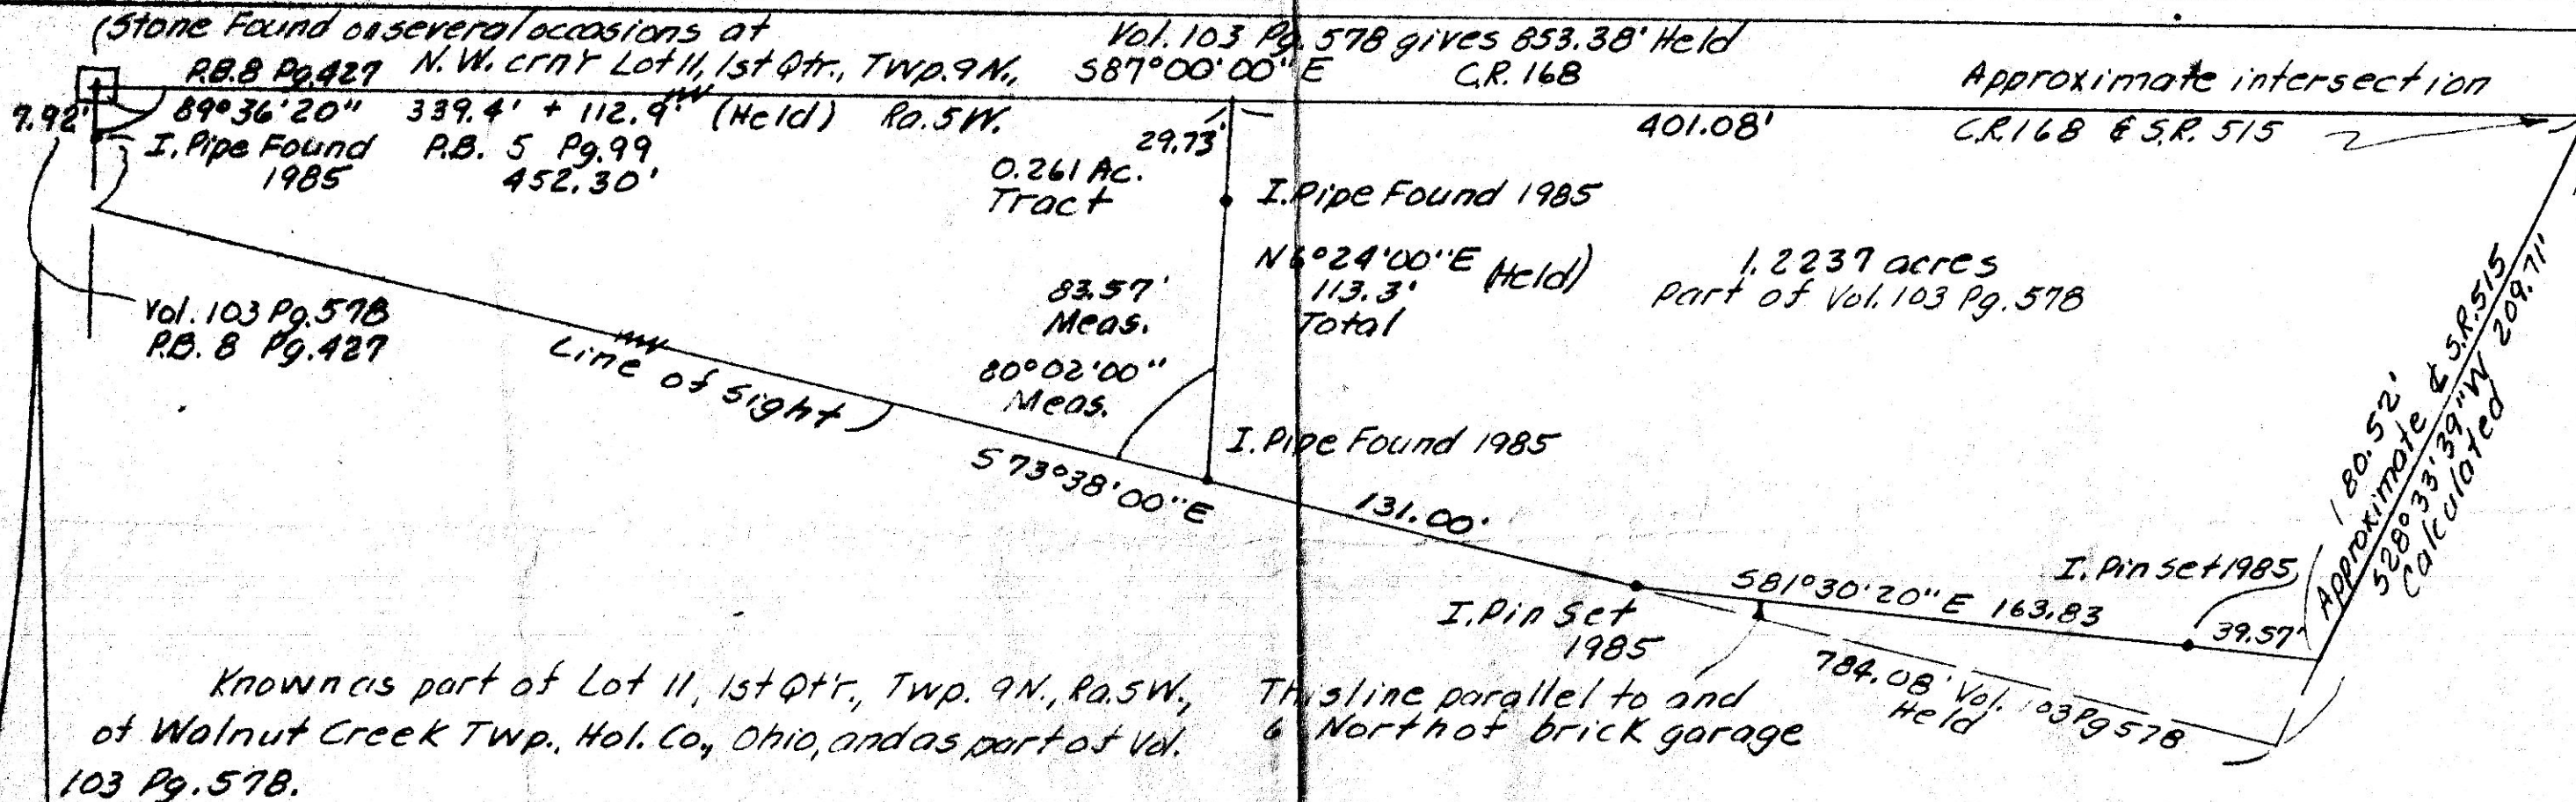 (Stone Found on several occasions at
N.W. crn'r Lot 11, 1st Qtr., Twp. 9 N.,
Ra. 5 W.
P.B. 8 Pg. 427
89°36'20"
7.92'
I. Pipe Found
1985
339.4' + 112.9' (Held)
P.B. 5 Pg. 99
452.30'
Vol. 103 Pg. 578 gives 853.38' Held
S87°00'00"E
C.R. 168
Approximate intersection
C.R. 168 & S.R. 515
401.08'
29.73'
0.261 Ac.
Tract
I. Pipe Found 1985
N6°24'00"E (Held)
113.3'
Total
83.57'
Meas.
80°02'00"
Meas.
1.2237 acres
Part of Vol. 103 Pg. 578
Vol. 103 Pg. 578
P.B. 8 Pg. 427
Line of Sight)
I. Pipe Found 1985
S73°38'00"E
131.00'
180.52'
Approximate ℄ S.R. 515
S28°33'39"W 209.71'
Calculated
I. Pin Set
1985
S81°30'20"E 163.83
I. Pin set 1985
39.57'
784.08' Vol. 103 Pg 578
Held
This line parallel to and
6' North of brick garage
Known as part of Lot 11, 1st Qt'r., Twp. 9N., Ra. 5W.,
of Walnut Creek Twp., Hol. Co., Ohio, and as part of Vol.
103 Pg. 578.